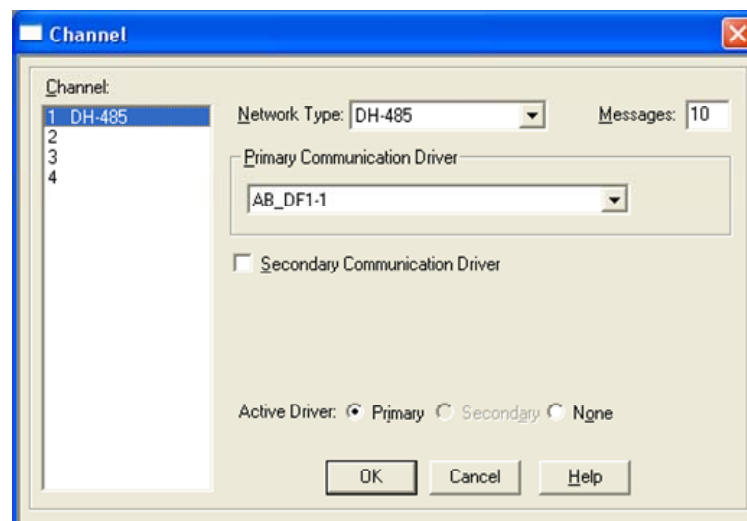 Channel
Channel:
1 DH-485
2
3
4
Network Type: DH-485
Messages: 10
Primary Communication Driver
AB_DF1-1
Secondary Communication Driver
Active Driver: Primary Secondary None
OK Cancel Help